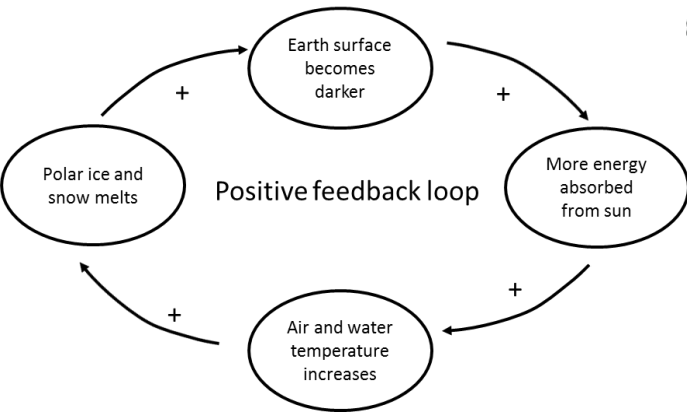 Earth surface
becomes
darker
+
+
Polar ice and
snow melts
Positive feedback loop
More energy
absorbed
from sun
+
+
Air and water
temperature
increases